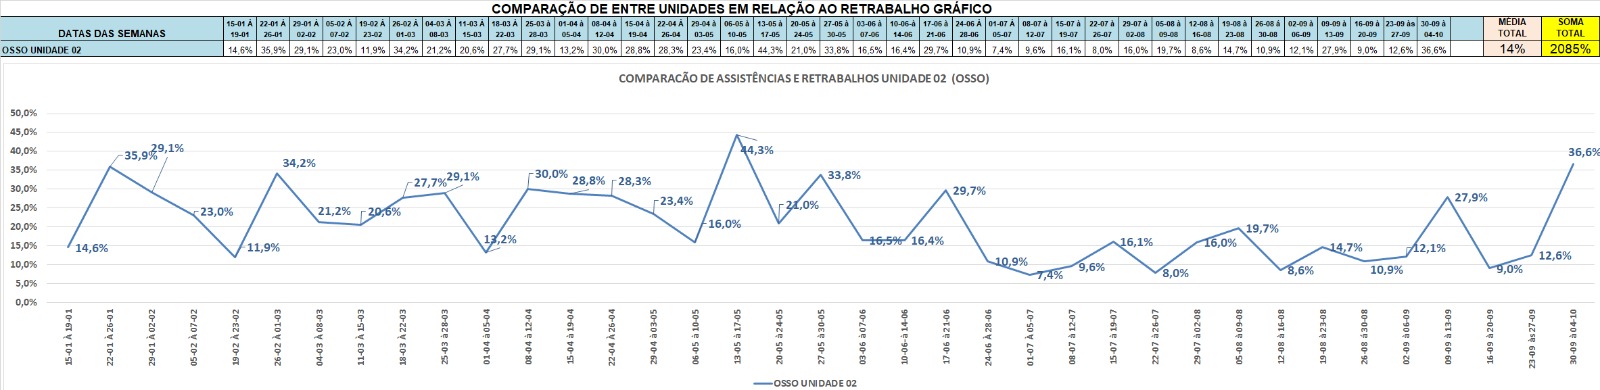 COMPARAÇÃO DE ENTRE UNIDADES EM RELAÇÃO AO RETRABALHO GRÁFICO
DATAS DAS SEMANAS 15-01 À 19-01 22-01 À 26-01 29-01 À 02-02 05-02 À 07-02 19-02 À 23-02 26-02 À 01-03 04-03 À 08-03 11-03 À 15-03 18-03 À 22-03 25-03 à 28-03 01-04 à 05-04 08-04 à 12-04 15-04 à 19-04 22-04 à 26-04 29-04 à 03-05 06-05 à 10-05 13-05 à 17-05 20-05 à 24-05 27-05 à 30-05 03-06 à 07-06 10-06 à 14-06 17-06 à 21-06 24-06 À 28-06 01-07 À 05-07 08-07 à 12-07 15-07 à 19-07 22-07 à 26-07 29-07 à 02-08 05-08 à 09-08 12-08 à 16-08 19-08 à 23-08 26-08 à 30-08 02-09 à 06-09 09-09 à 13-09 16-09 à 20-09 23-09 às 27-09 30-09 à 04-10 MÉDIA TOTAL SOMA TOTAL
OSSO UNIDADE 02 14,6% 35,9% 29,1% 23,0% 11,9% 34,2% 21,2% 20,6% 27,7% 29,1% 13,2% 30,0% 28,8% 28,3% 23,4% 16,0% 44,3% 21,0% 33,8% 16,5% 16,4% 29,7% 10,9% 7,4% 9,6% 16,1% 8,0% 16,0% 19,7% 8,6% 14,7% 10,9% 12,1% 27,9% 9,0% 12,6% 36,6% 14% 2085%
COMPARACÃO DE ASSISTÊNCIAS E RETRABALHOS UNIDADE 02 (OSSO)
50,0%
45,0%
40,0%
35,0%
30,0%
25,0%
20,0%
15,0%
10,0%
5,0%
0,0%
14,6% 35,9% 29,1% 23,0% 11,9% 34,2% 21,2% 20,6% 27,7% 29,1% 13,2% 30,0% 28,8% 28,3% 23,4% 16,0% 44,3% 21,0% 33,8% 16,5% 16,4% 29,7% 10,9% 7,4% 9,6% 16,1% 8,0% 16,0% 19,7% 8,6% 14,7% 10,9% 12,1% 27,9% 9,0% 12,6% 36,6%
15-01 À 19-01
22-01 À 26-01
29-01 À 02-02
05-02 À 07-02
19-02 À 23-02
26-02 À 01-03
04-03 À 08-03
11-03 À 15-03
18-03 À 22-03
25-03 à 28-03
01-04 à 05-04
08-04 à 12-04
15-04 à 19-04
22-04 à 26-04
29-04 à 03-05
06-05 à 10-05
13-05 à 17-05
20-05 à 24-05
27-05 à 30-05
03-06 à 07-06
10-06-à 14-06
17-06 à 21-06
24-06 À 28-06
01-07 À 05-07
08-07 à 12-07
15-07 à 19-07
22-07 à 26-07
29-07 à 02-08
05-08 à 09-08
12-08 à 16-08
19-08 à 23-08
26-08 à 30-08
02-09 à 06-09
09-09 à 13-09
16-09 à 20-09
23-09 às 27-09
30-09 à 04-10
OSSO UNIDADE 02